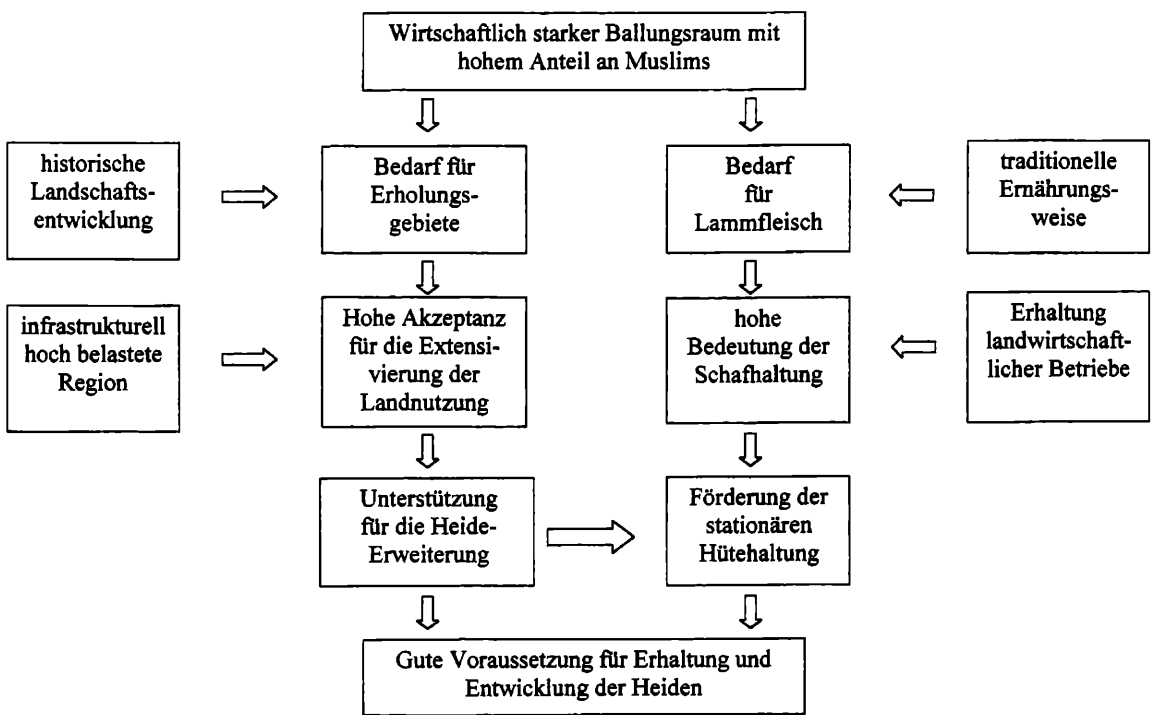 Wirtschaftlich starker Ballungsraum mit
hohem Anteil an Muslims
historische
Landschafts-
entwicklung
Bedarf für
Erholungs-
gebiete
Bedarf
für
Lammfleisch
traditionelle
Ernährungs-
weise
infrastrukturell
hoch belastete
Region
Hohe Akzeptanz
für die Extensi-
vierung der
Landnutzung
hohe
Bedeutung der
Schafhaltung
Erhaltung
landwirtschaft-
licher Betriebe
Unterstützung
für die Heide-
Erweiterung
Förderung der
stationären
Hütehaltung
Gute Voraussetzung für Erhaltung und
Entwicklung der Heiden